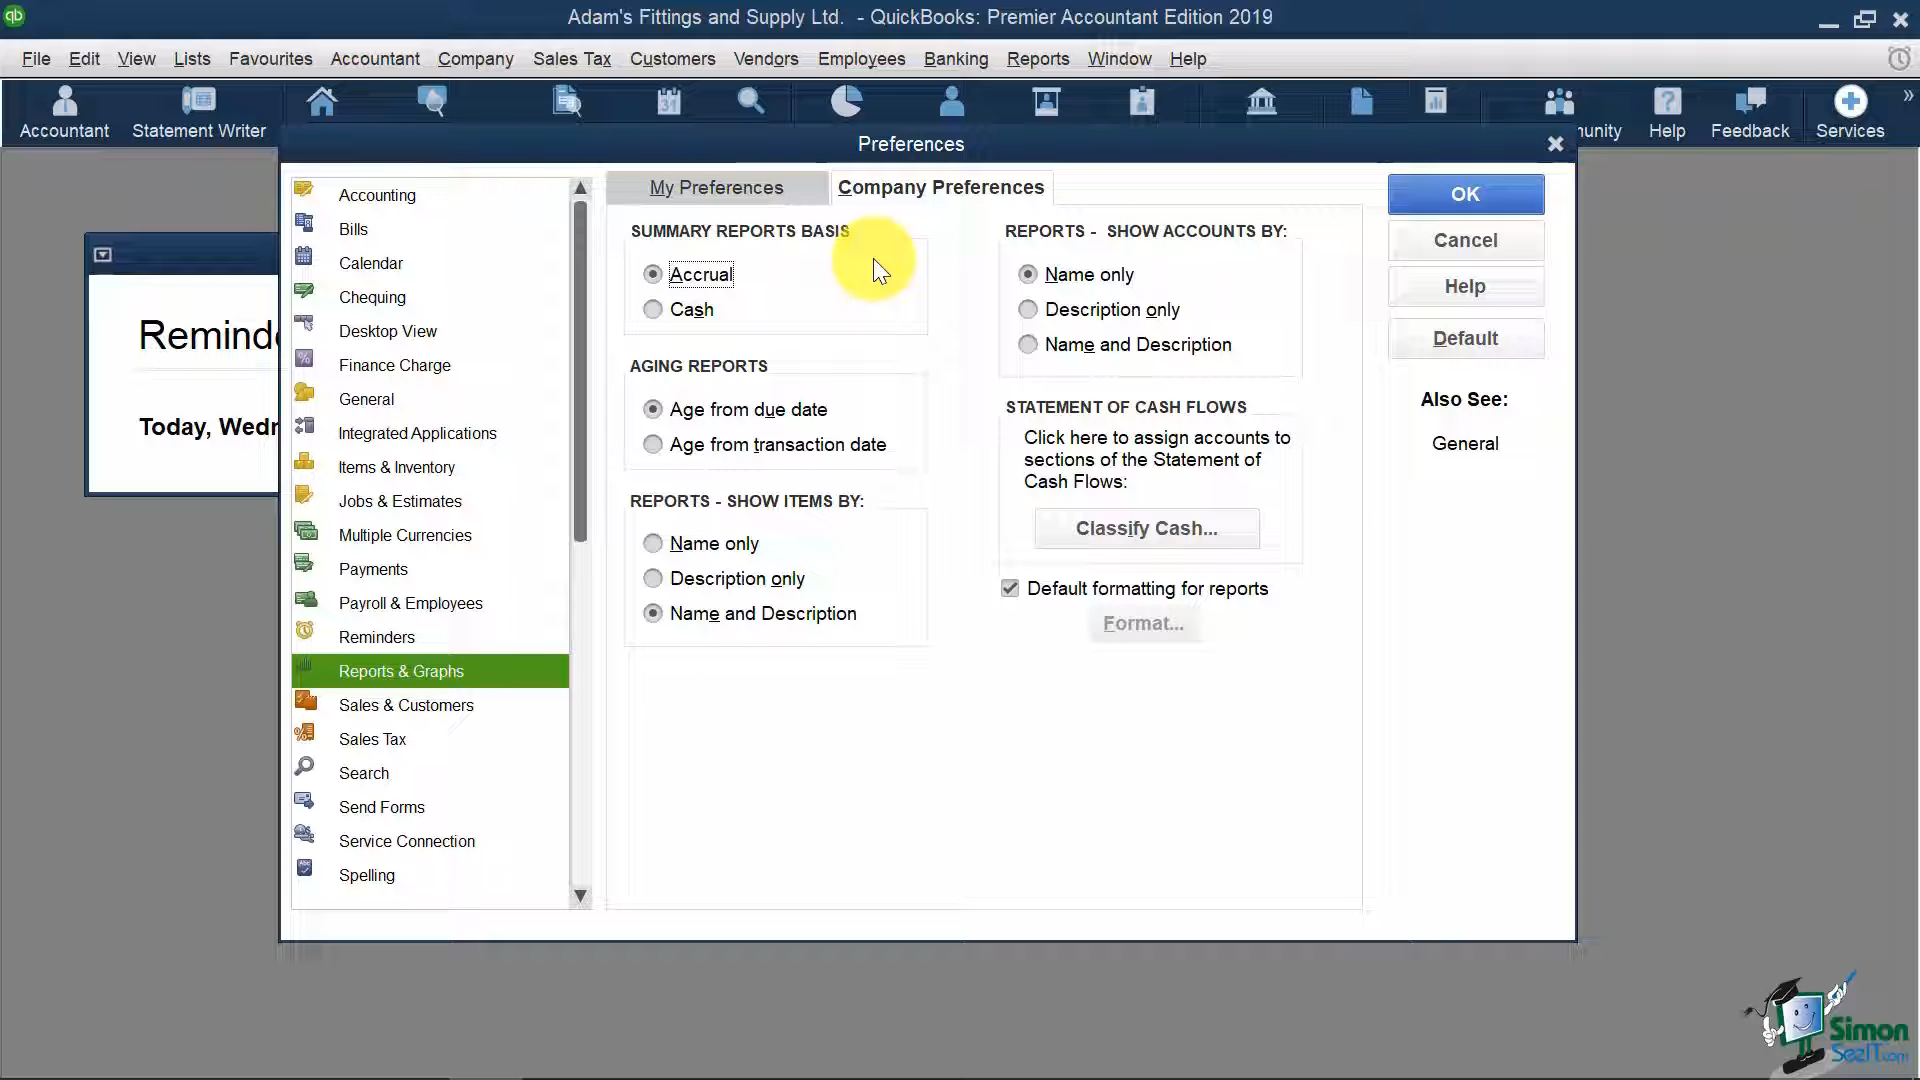 qb
Adam's Fittings and Supply Ltd. - QuickBooks: Premier Accountant Edition 2019
File Edit View Lists Favourites Accountant Company Sales Tax Customers Vendors Employees Banking Reports Window Help
31
Accountant Statement Writer unity Help Feedback Services
Preferences
Accounting
Bills
Calendar
Chequing
Desktop View
Finance Charge
General
Integrated Applications
Items & Inventory
Jobs & Estimates
Multiple Currencies
Payments
Payroll & Employees
Reminders
Reports & Graphs
Sales & Customers
Sales Tax
Search
Send Forms
Service Connection
Spelling
My Preferences Company Preferences
SUMMARY REPORTS BASIS
Accrual
Cash
AGING REPORTS
Age from due date
Age from transaction date
REPORTS - SHOW ITEMS BY:
Name only
Description only
Name and Description
REPORTS - SHOW ACCOUNTS BY:
Name only
Description only
Name and Description
STATEMENT OF CASH FLOWS
Click here to assign accounts to
sections of the Statement of
Cash Flows:
Classify Cash...
Default formatting for reports
Format...
OK
Cancel
Help
Default
Also See:
General
Reminde
Today, Wedn
Simon
SezIT.com